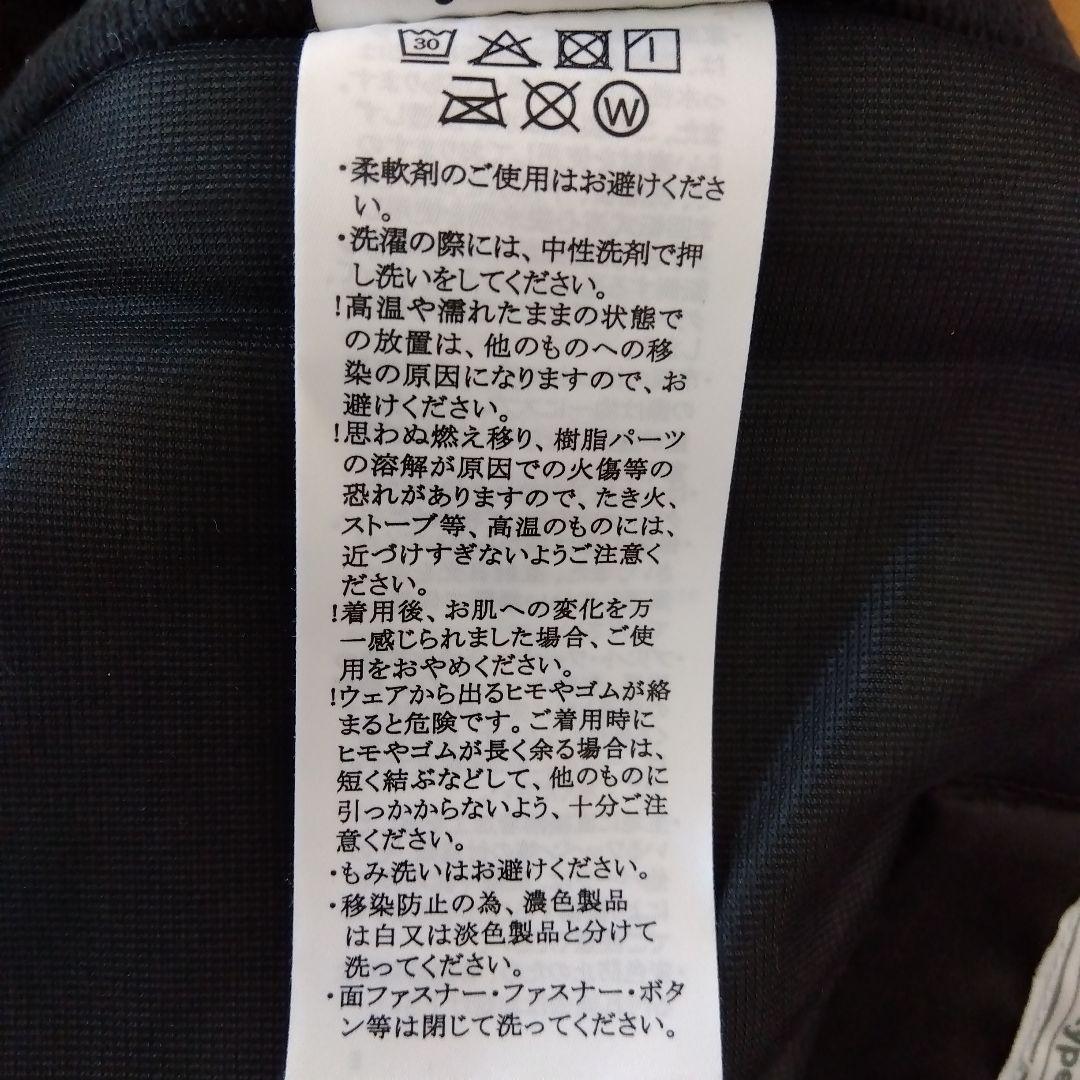 30
W
・柔軟剤のご使用はお避けくださ
い。
・洗濯の際には、中性洗剤で押
し洗いをしてください。
!高温や濡れたままの状態で
の放置は、他のものへの移
染の原因になりますので、お
避けください。
!思わぬ燃え移り、樹脂パーツ
の溶解が原因での火傷等の
恐れがありますので、たき火、
ストーブ等、高温のものには、
近づけすぎないようご注意く
ださい。
!着用後、お肌への変化を万
一感じられました場合、ご使
用をおやめください。
!ウェアから出るヒモやゴムが絡
まると危険です。ご着用時に
ヒモやゴムが長く余る場合は、
短く結ぶなどして、他のものに
引っかからないよう、十分ご注
意ください。
・もみ洗いはお避けください。
・移染防止の為、濃色製品
は白又は淡色製品と分けて
洗ってください。
・面ファスナー・ファスナー・ボタ
ン等は閉じて洗ってください。